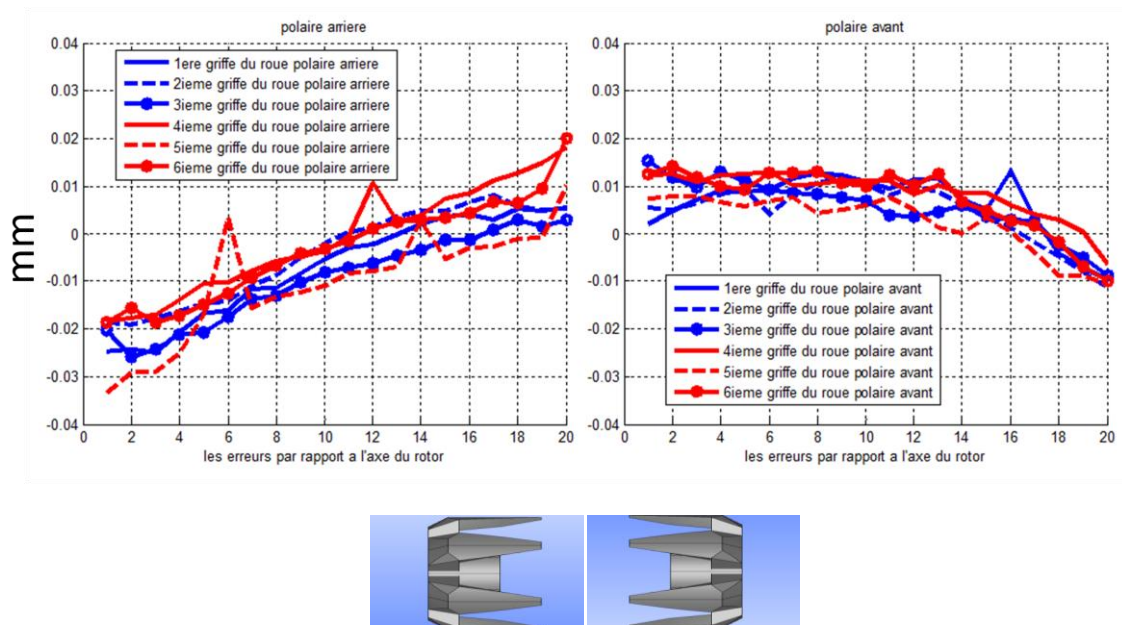 polaire arriere
0.04
0.03
0.02
0.01
0
-0.01
-0.02
-0.03
-0.04
mm
1ere griffe du roue polaire arriere
2ieme griffe du roue polaire arriere
3ieme griffe du roue polaire arriere
4ieme griffe du roue polaire arriere
5ieme griffe du roue polaire arriere
6ieme griffe du roue polaire arriere
0 2 4 6 8 10 12 14 16 18 20
les erreurs par rapport a l'axe du rotor
polaire avant
0.04
0.03
0.02
0.01
0
-0.01
-0.02
-0.03
-0.04
1ere griffe du roue polaire avant
2ieme griffe du roue polaire avant
3ieme griffe du roue polaire avant
4ieme griffe du roue polaire avant
5ieme griffe du roue polaire avant
6ieme griffe du roue polaire avant
0 2 4 6 8 10 12 14 16 18 20
les erreurs par rapport a l'axe du rotor